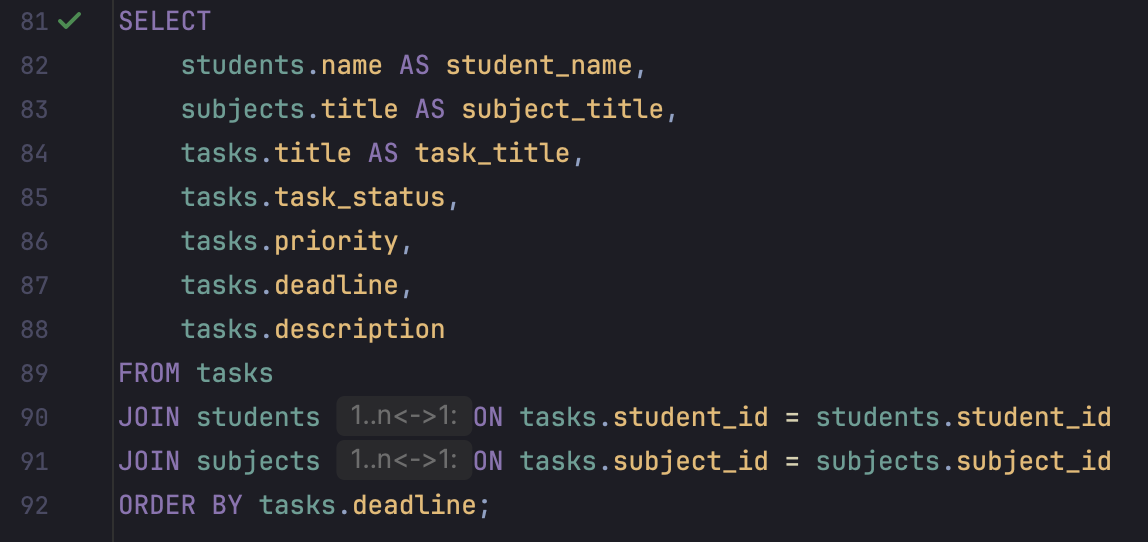 81 SELECT
82 students.name AS student_name,
83 subjects.title AS subject_title,
84 tasks.title AS task_title,
85 tasks.task_status,
86 tasks.priority,
87 tasks.deadline,
88 tasks.description
89 FROM tasks
90 JOIN students 1..n<->1: ON tasks.student_id = students.student_id
91 JOIN subjects 1..n<->1: ON tasks.subject_id = subjects.subject_id
92 ORDER BY tasks.deadline;